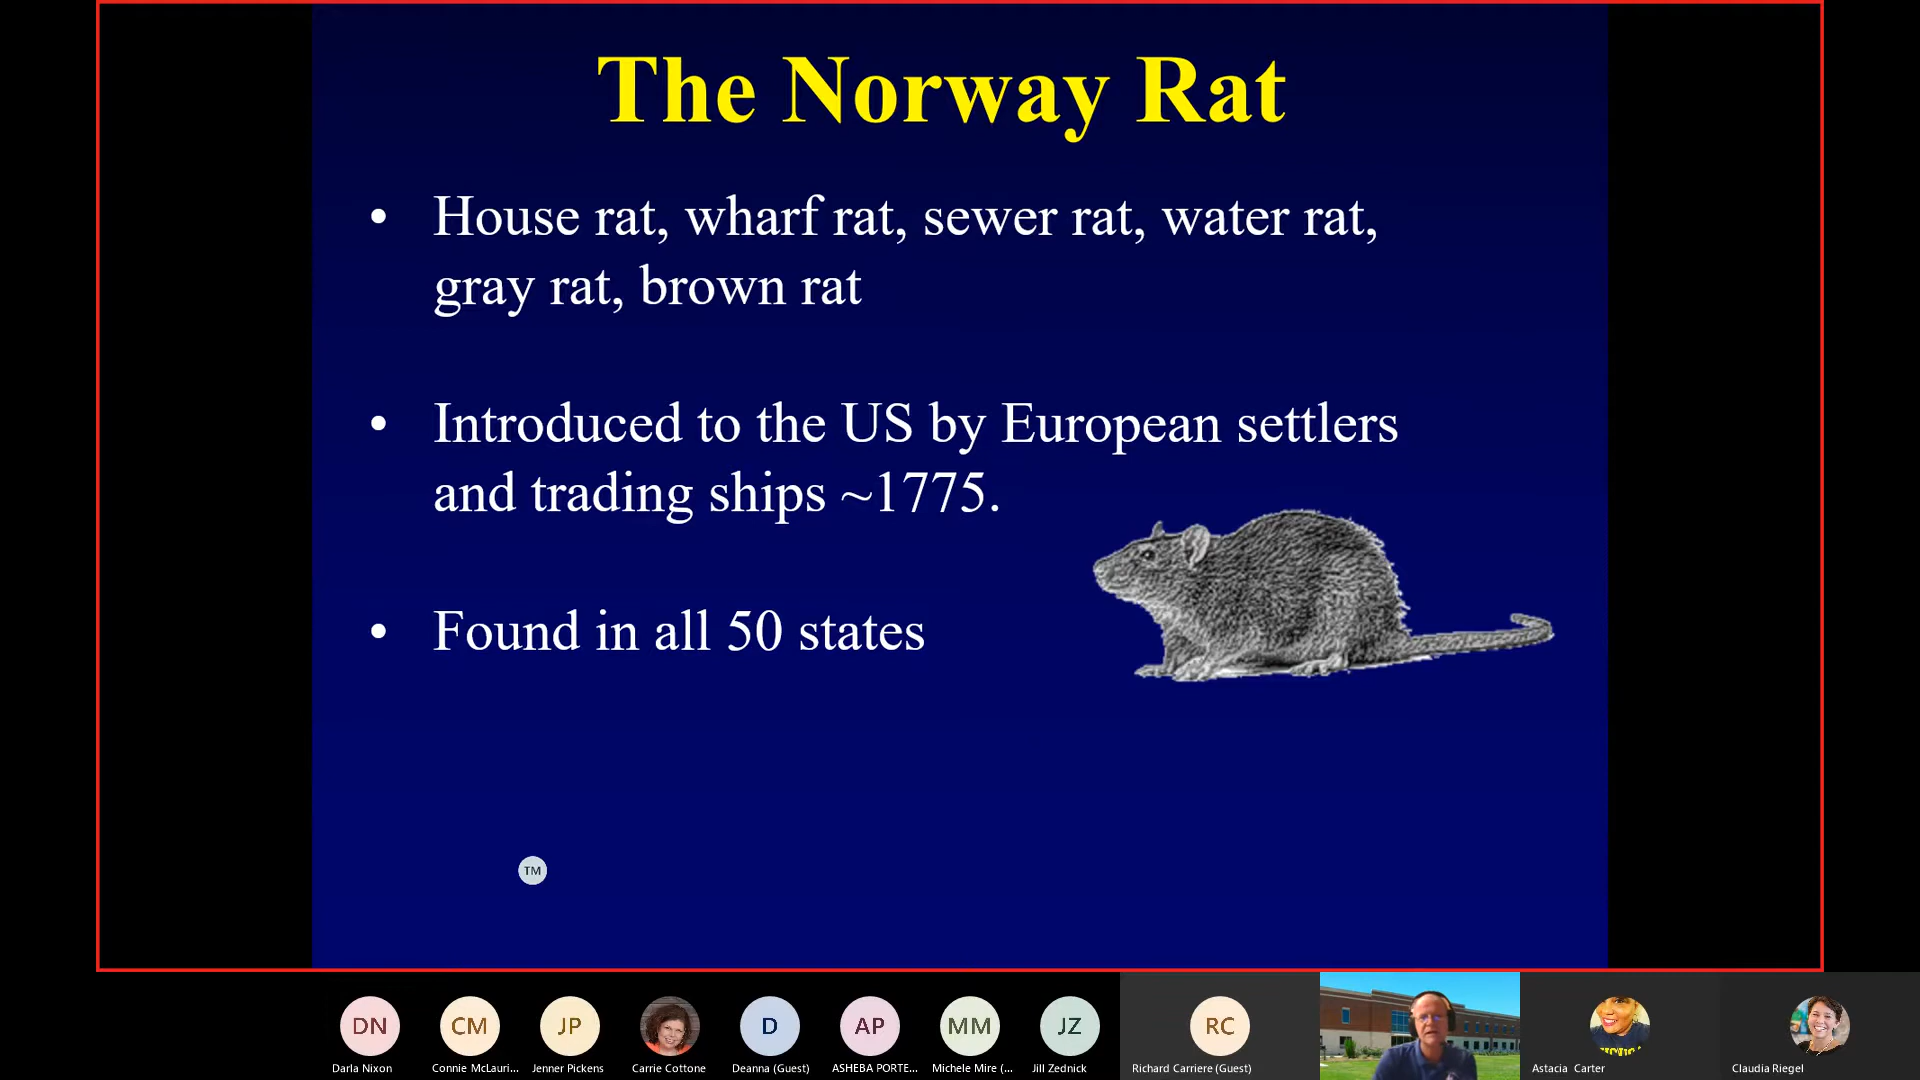 The Norway Rat
• House rat, wharf rat, sewer rat, water rat,
gray rat, brown rat
• Introduced to the US by European settlers
and trading ships ~1775.
• Found in all 50 states
TM
DN
CM
JP
D
AP
MM
JZ
RC
Darla Nixon
Connie McLauri...
Jenner Pickens
Carrie Cottone
Deanna (Guest)
ASHEBA PORTE...
Michele Mire (...
Jill Zednick
Richard Carriere (Guest)
Astacia Carter
Claudia Riegel